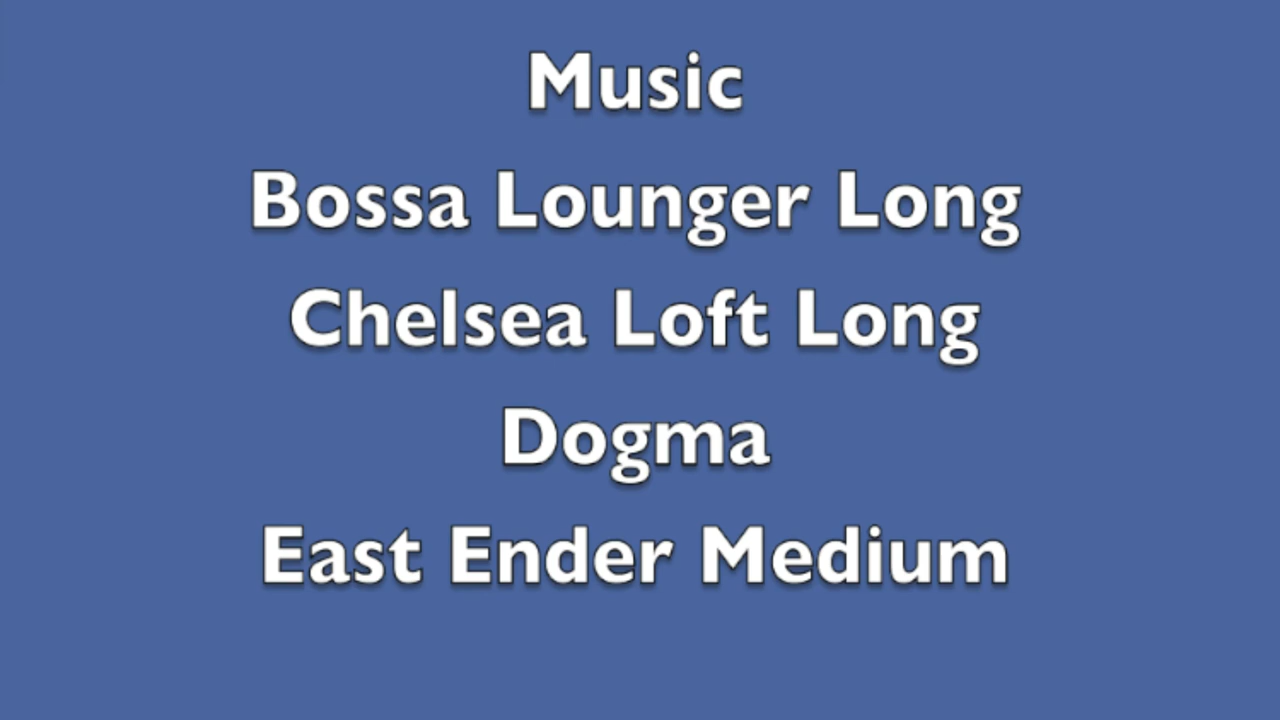 Music
Bossa Lounger Long
Chelsea Loft Long
Dogma
East Ender Medium